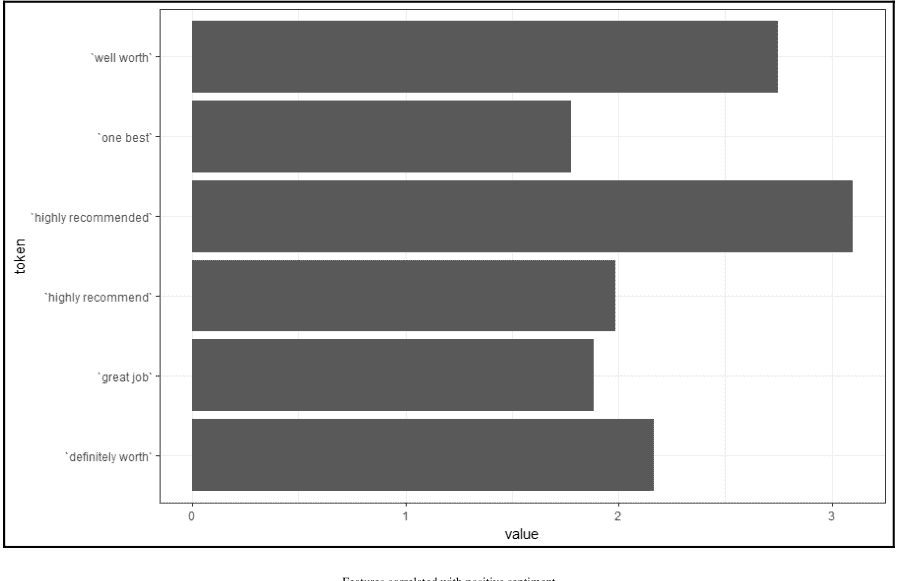 `well worth`
`one best`
`highly recommended`
`highly recommend`
`great job`
`definitely worth`
token
0 1 2 3
value
Features correlated with positive sentiment